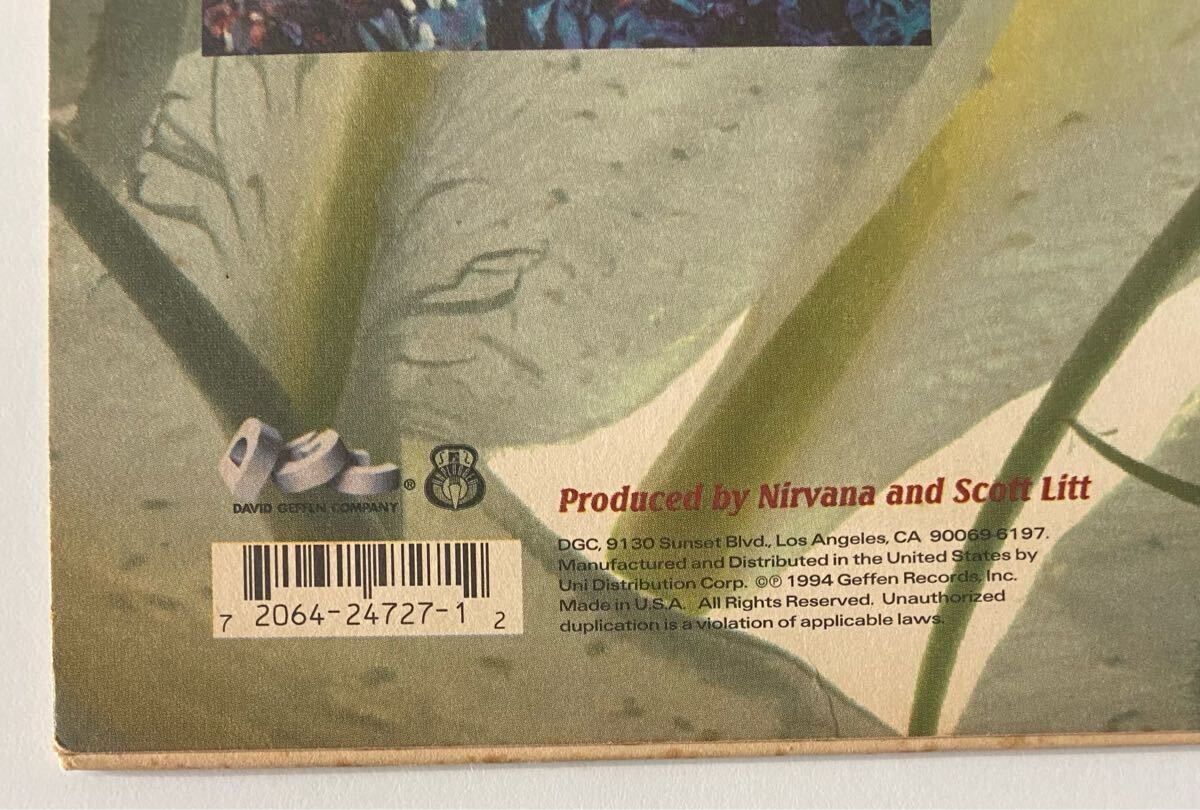 DAVID GEFFEN COMPANY ®
Produced by Nirvana and Scott Litt
DGC, 9130 Sunset Blvd., Los Angeles, CA 90069-6197.
Manufactured and Distributed in the United States by
Uni Distribution Corp. ©℗ 1994 Geffen Records, Inc.
Made in U.S.A. All Rights Reserved. Unauthorized
duplication is a violation of applicable laws.
7 2064-24727-1 2